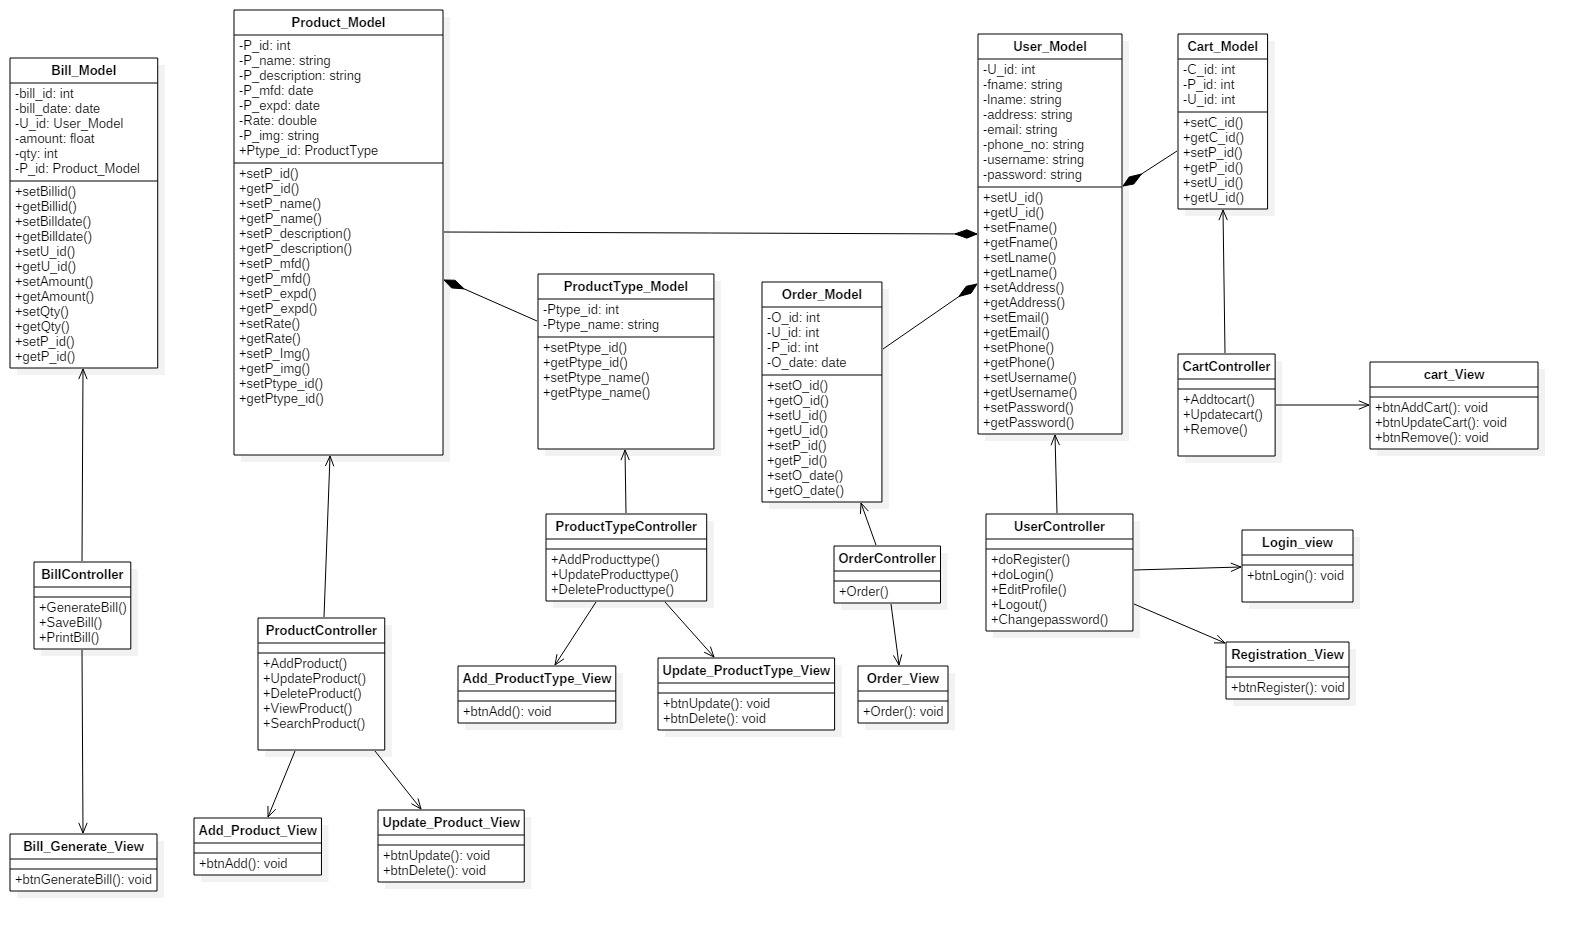 Bill_Model
-bill_id: int
-bill_date: date
-U_id: User_Model
-amount: float
-qty: int
-P_id: Product_Model
+setBillid()
+getBillid()
+setBilldate()
+getBilldate()
+setU_id()
+getU_id()
+setAmount()
+getAmount()
+setQty()
+getQty()
+setP_id()
+getP_id()
Product_Model
-P_id: int
-P_name: string
-P_description: string
-P_mfd: date
-P_expd: date
-Rate: double
-P_img: string
+Ptype_id: ProductType
+setP_id()
+getP_id()
+setP_name()
+getP_name()
+setP_description()
+getP_description()
+setP_mfd()
+getP_mfd()
+setP_expd()
+getP_expd()
+setRate()
+getRate()
+setP_Img()
+getP_img()
+setPtype_id()
+getPtype_id()
ProductType_Model
-Ptype_id: int
-Ptype_name: string
+setPtype_id()
+getPtype_id()
+setPtype_name()
+getPtype_name()
Order_Model
-O_id: int
-U_id: int
-P_id: int
-O_date: date
+setO_id()
+getO_id()
+setU_id()
+getU_id()
+setP_id()
+getP_id()
+setO_date()
+getO_date()
User_Model
-U_id: int
-fname: string
-lname: string
-address: string
-email: string
-phone_no: string
-username: string
-password: string
+setU_id()
+getU_id()
+setFname()
+getFname()
+setLname()
+getLname()
+setAddress()
+getAddress()
+setEmail()
+getEmail()
+setPhone()
+getPhone()
+setUsername()
+getUsername()
+setPassword()
+getPassword()
Cart_Model
-C_id: int
-P_id: int
-U_id: int
+setC_id()
+getC_id()
+setP_id()
+getP_id()
+setU_id()
+getU_id()
CartController
+Addtocart()
+Updatecart()
+Remove()
cart_View
+btnAddCart(): void
+btnUpdateCart(): void
+btnRemove(): void
BillController
+GenerateBill()
+SaveBill()
+PrintBill()
ProductController
+AddProduct()
+UpdateProduct()
+DeleteProduct()
+ViewProduct()
+SearchProduct()
ProductTypeController
+AddProducttype()
+UpdateProducttype()
+DeleteProducttype()
OrderController
+Order()
UserController
+doRegister()
+doLogin()
+EditProfile()
+Logout()
+Changepassword()
Login_view
+btnLogin(): void
Registration_View
+btnRegister(): void
Add_ProductType_View
+btnAdd(): void
Update_ProductType_View
+btnUpdate(): void
+btnDelete(): void
Order_View
+Order(): void
Bill_Generate_View
+btnGenerateBill(): void
Add_Product_View
+btnAdd(): void
Update_Product_View
+btnUpdate(): void
+btnDelete(): void